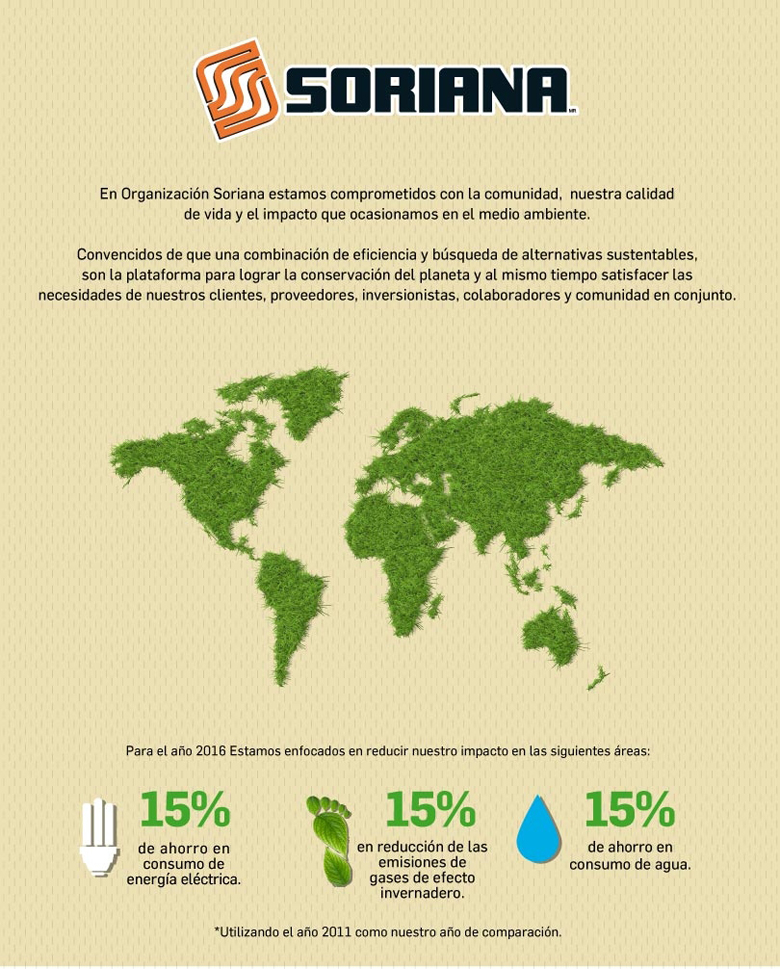 SORIANA
MR
En Organización Soriana estamos comprometidos con la comunidad, nuestra calidad
de vida y el impacto que ocasionamos en el medio ambiente.
Convencidos de que una combinación de eficiencia y búsqueda de alternativas sustentables,
son la plataforma para lograr la conservación del planeta y al mismo tiempo satisfacer las
necesidades de nuestros clientes, proveedores, inversionistas, colaboradores y comunidad en conjunto.
Para el año 2016 Estamos enfocados en reducir nuestro impacto en las siguientes áreas:
15%
de ahorro en
consumo de
energía eléctrica.
15%
en reducción de las
emisiones de
gases de efecto
invernadero.
15%
de ahorro en
consumo de agua.
*Utilizando el año 2011 como nuestro año de comparación.